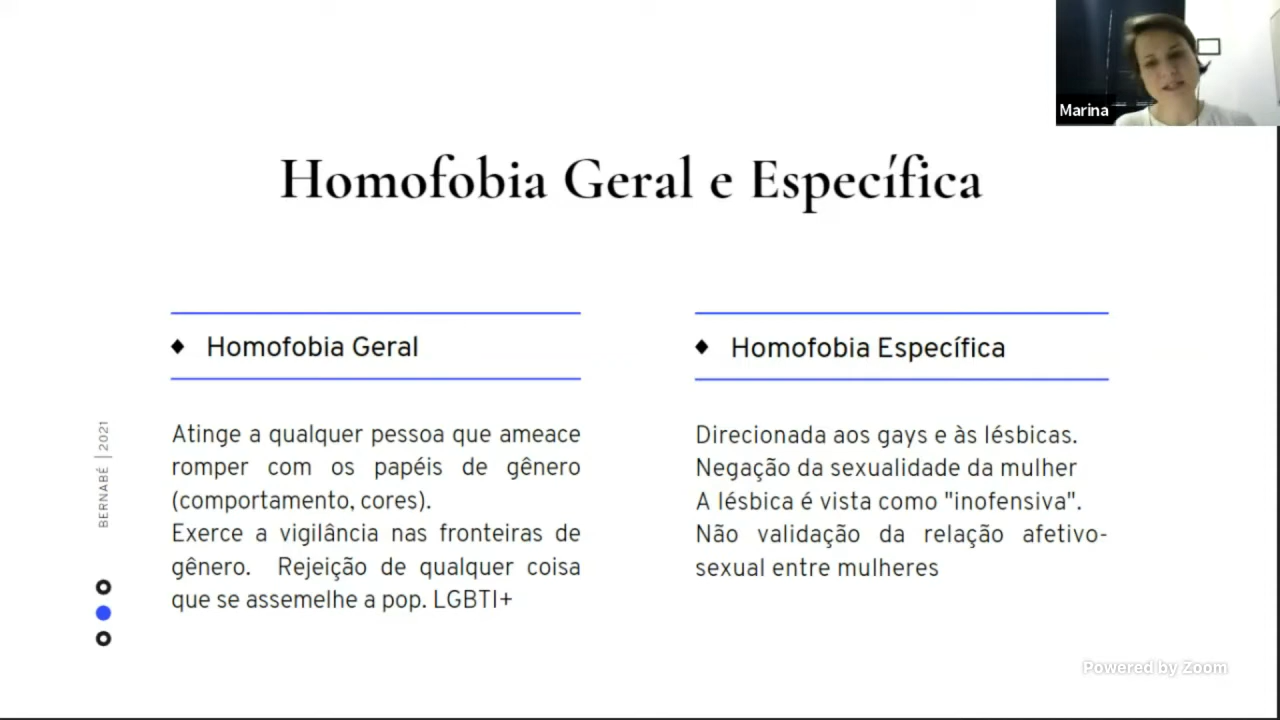 Marina
Homofobia Geral e Específica
Homofobia Geral
Atinge a qualquer pessoa que ameace
romper com os papéis de gênero
(comportamento, cores).
Exerce a vigilância nas fronteiras de
gênero. Rejeição de qualquer coisa
que se assemelhe a pop. LGBTI+
Homofobia Específica
Direcionada aos gays e às lésbicas.
Negação da sexualidade da mulher
A lésbica é vista como "inofensiva".
Não validação da relação afetivo-
sexual entre mulheres
BERNABÉ | 2021
Powered by Zoom